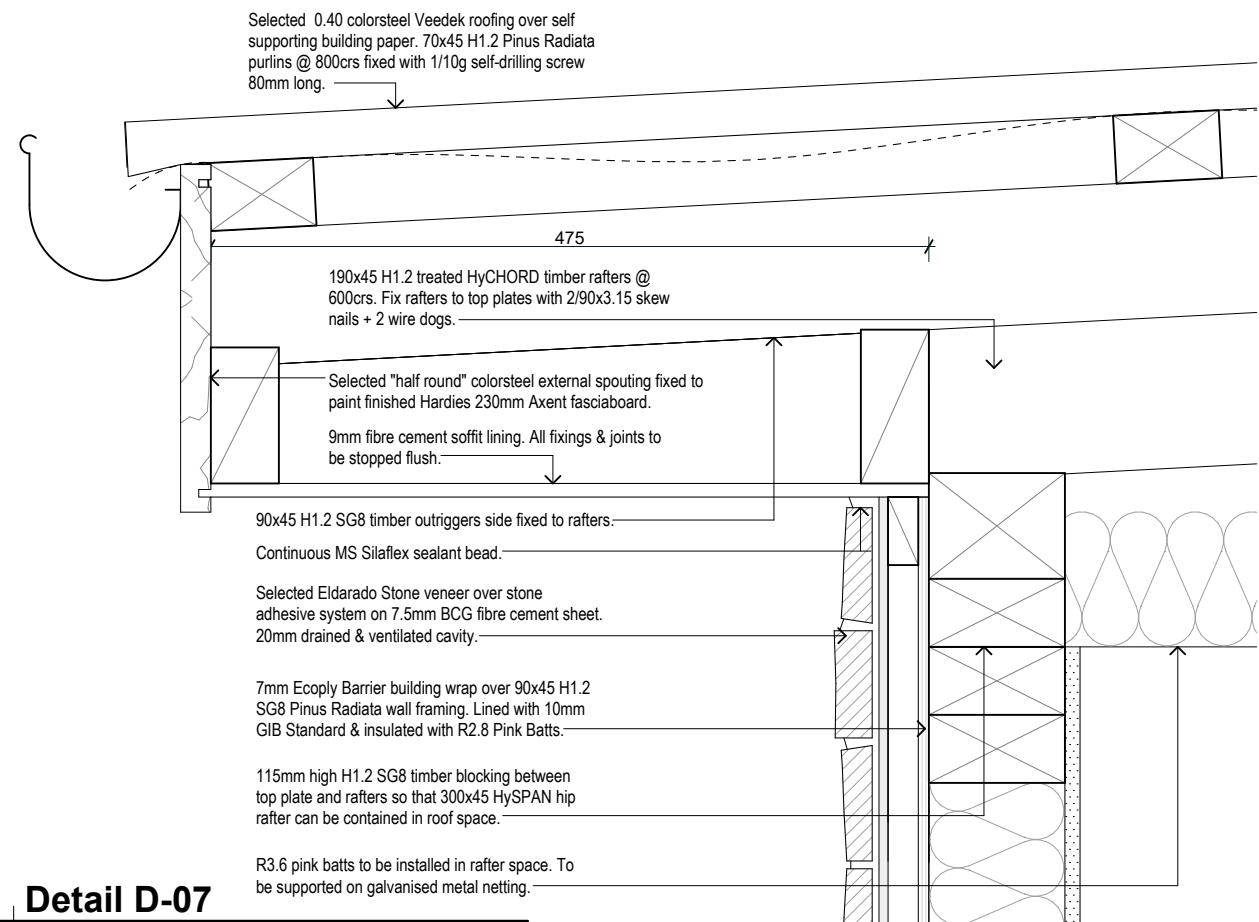 Selected 0.40 colorsteel Veedek roofing over self
supporting building paper. 70x45 H1.2 Pinus Radiata
purlins @ 800crs fixed with 1/10g self-drilling screw
80mm long.
475
190x45 H1.2 treated HyCHORD timber rafters @
600crs. Fix rafters to top plates with 2/90x3.15 skew
nails + 2 wire dogs.
Selected "half round" colorsteel external spouting fixed to
paint finished Hardies 230mm Axent fasciaboard.
9mm fibre cement soffit lining. All fixings & joints to
be stopped flush.
90x45 H1.2 SG8 timber outriggers side fixed to rafters.
Continuous MS Silaflex sealant bead.
Selected Eldarado Stone veneer over stone
adhesive system on 7.5mm BCG fibre cement sheet.
20mm drained & ventilated cavity.
7mm Ecoply Barrier building wrap over 90x45 H1.2
SG8 Pinus Radiata wall framing. Lined with 10mm
GIB Standard & insulated with R2.8 Pink Batts.
115mm high H1.2 SG8 timber blocking between
top plate and rafters so that 300x45 HySPAN hip
rafter can be contained in roof space.
R3.6 pink batts to be installed in rafter space. To
be supported on galvanised metal netting.
Detail D-07